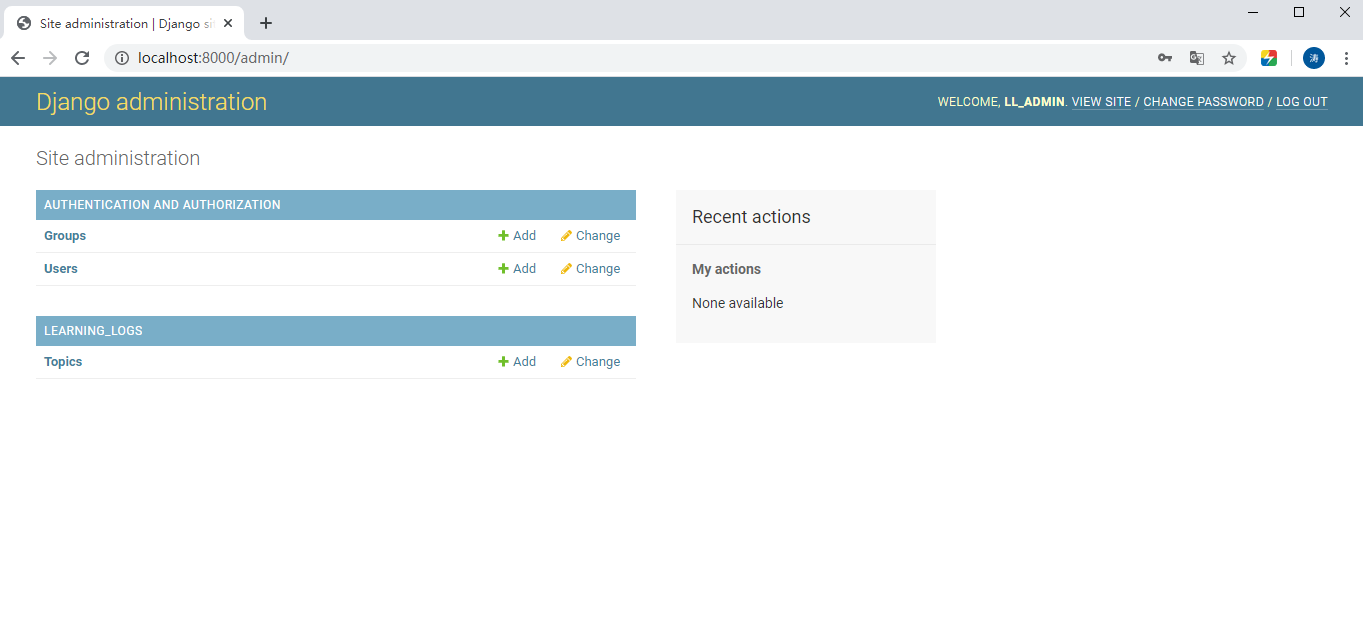 Site administration | Django si
localhost:8000/admin/
涛
Django administration
WELCOME, LL_ADMIN. VIEW SITE / CHANGE PASSWORD / LOG OUT
Site administration
AUTHENTICATION AND AUTHORIZATION
Groups Add Change
Users Add Change
LEARNING_LOGS
Topics Add Change
Recent actions
My actions
None available